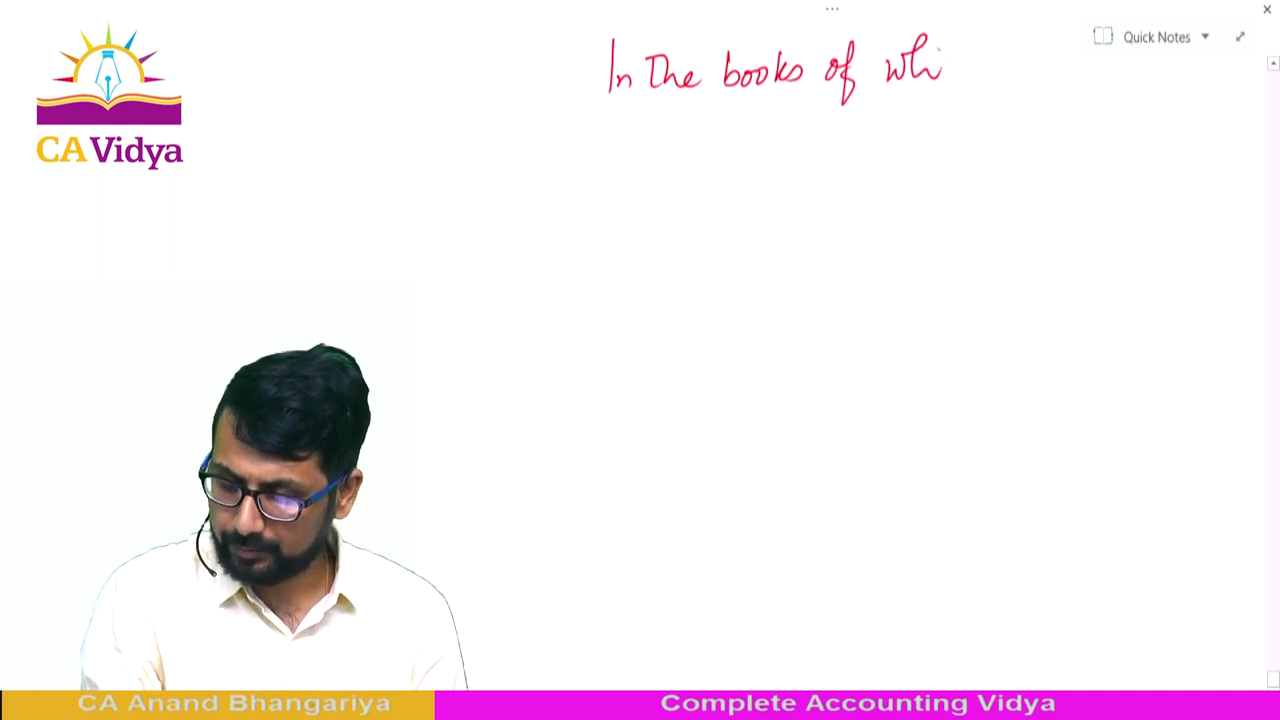 In The books of whi
Quick Notes
CA Vidya
CA Anand Bhangariya
Complete Accounting Vidya